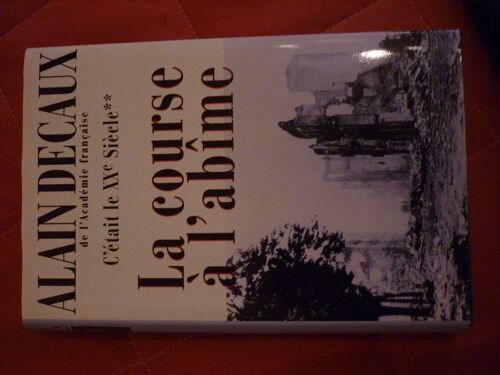 ALAIN DECAUX
de l'Académie française
C'était le XXe Siècle**
La course
à l'abîme